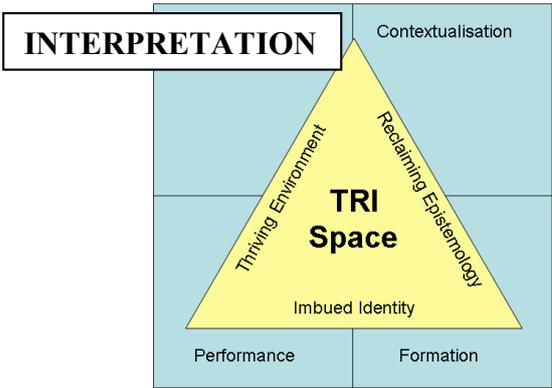 INTERPRETATION
Contextualisation
Thriving Environment
Reclaiming Epistemology
TRI
Space
Imbued Identity
Performance
Formation